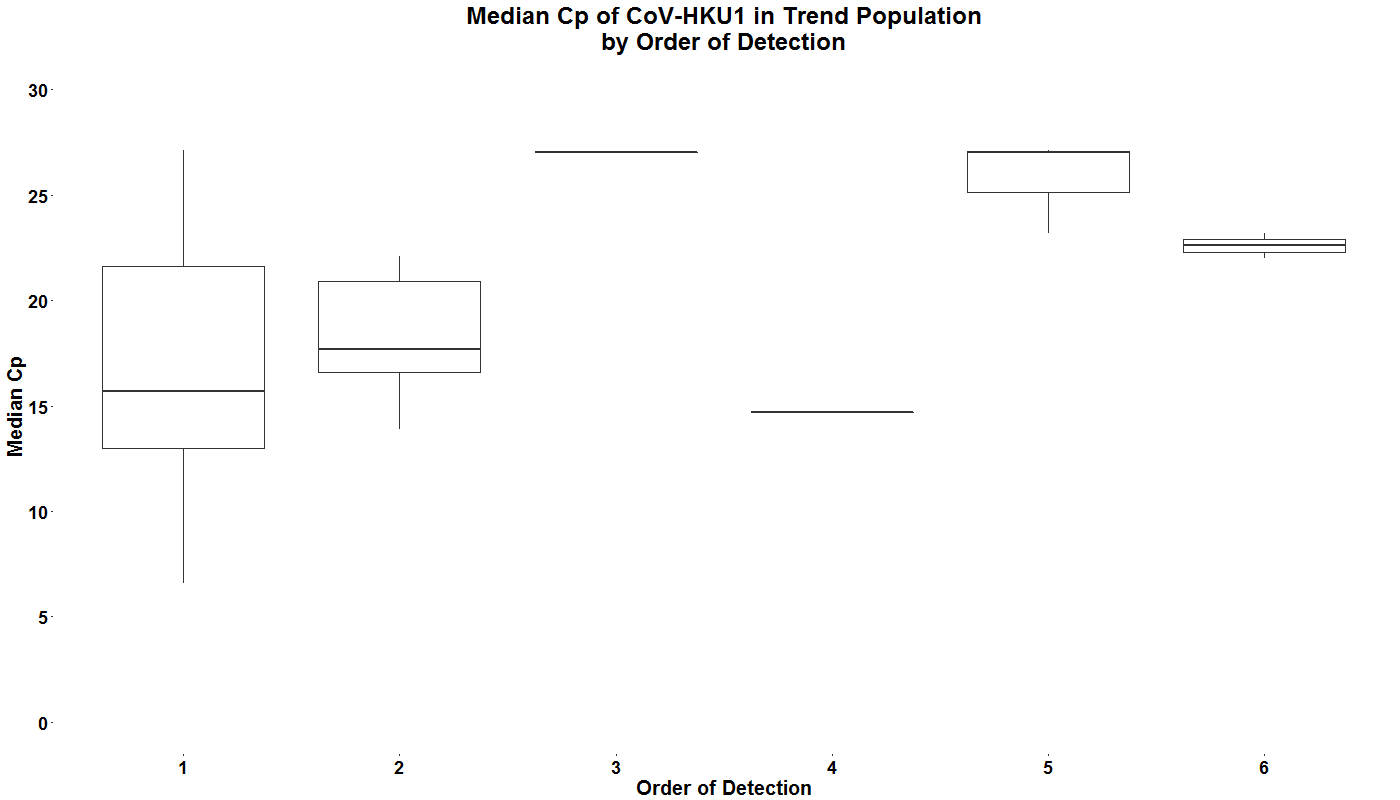 Median Cp of CoV-HKU1 in Trend Population
by Order of Detection
30
25
20
15
10
5
0
Median Cp
1 2 3 4 5 6
Order of Detection